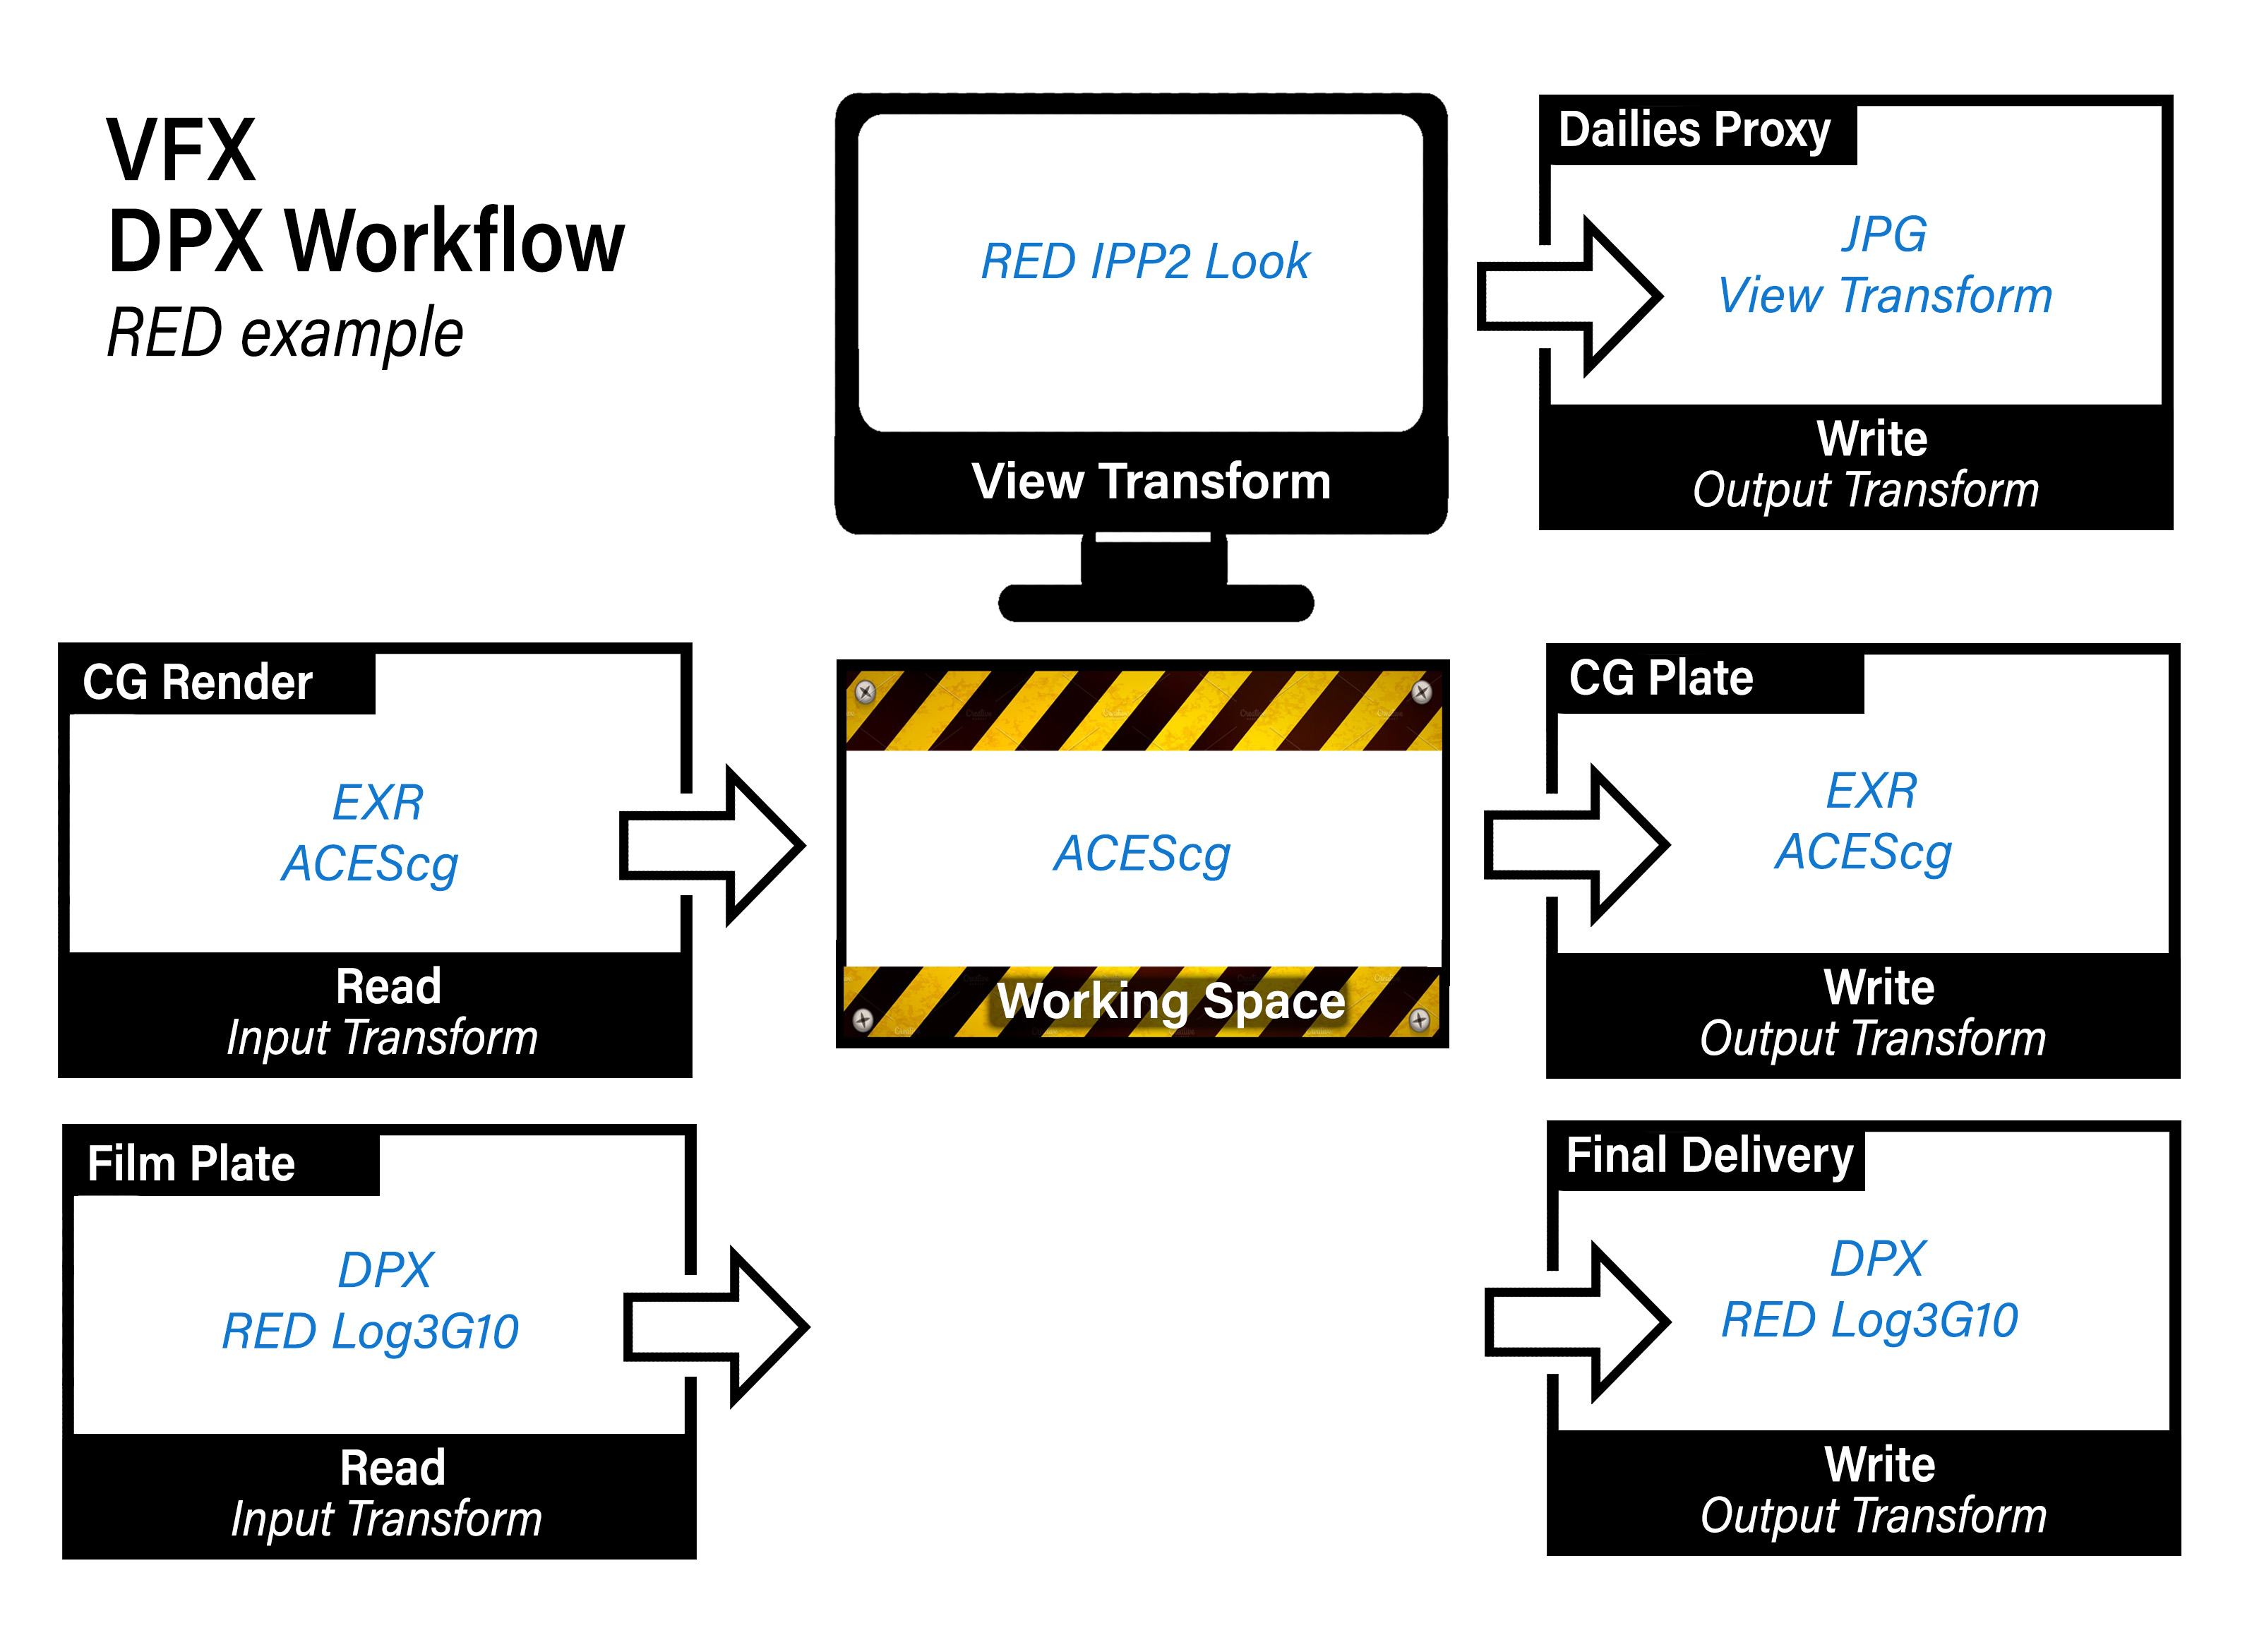 VFX
DPX Workflow
RED example
RED IPP2 Look
View Transform
Dailies Proxy
JPG
View Transform
Write
Output Transform
CG Render
EXR
ACEScg
Read
Input Transform
ACEScg
Working Space
CG Plate
EXR
ACEScg
Write
Output Transform
Film Plate
DPX
RED Log3G10
Read
Input Transform
Final Delivery
DPX
RED Log3G10
Write
Output Transform